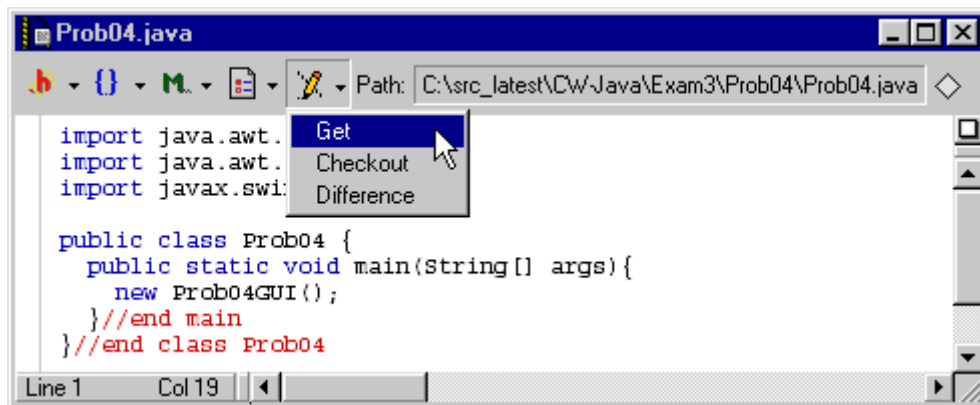 Prob04.java
.h {} M.. Path: C:\src_latest\CW-Java\Exam3\Prob04\Prob04.java
import java.awt.
import java.awt.
import javax.swi
Get
Checkout
Difference
public class Prob04 {
public static void main(String[] args){
new Prob04GUI();
}//end main
}//end class Prob04
Line 1 Col 19